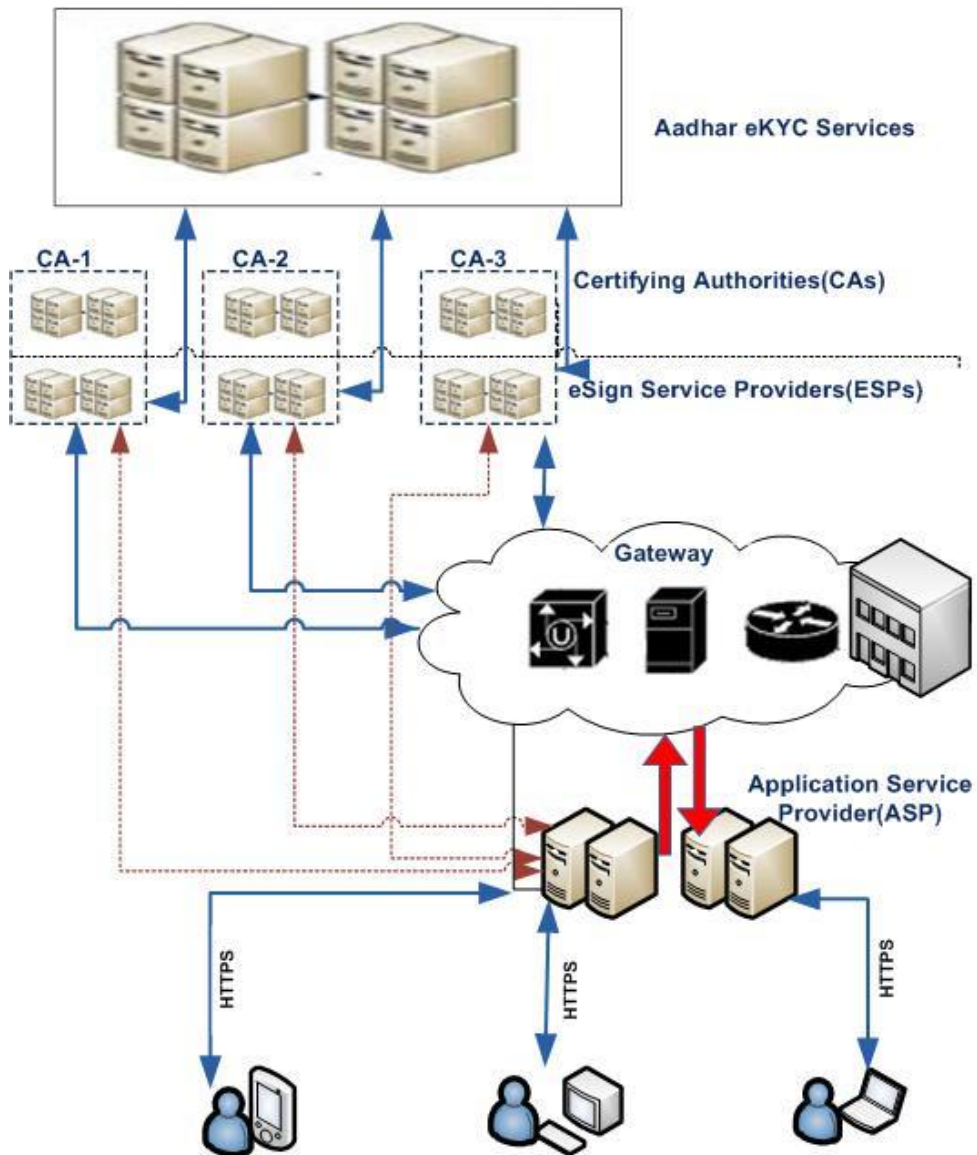 Aadhar eKYC Services
CA-1
CA-2
CA-3
Certifying Authorities(CAs)
eSign Service Providers(ESPs)
Gateway
U
Application Service
Provider(ASP)
HTTPS
HTTPS
HTTPS